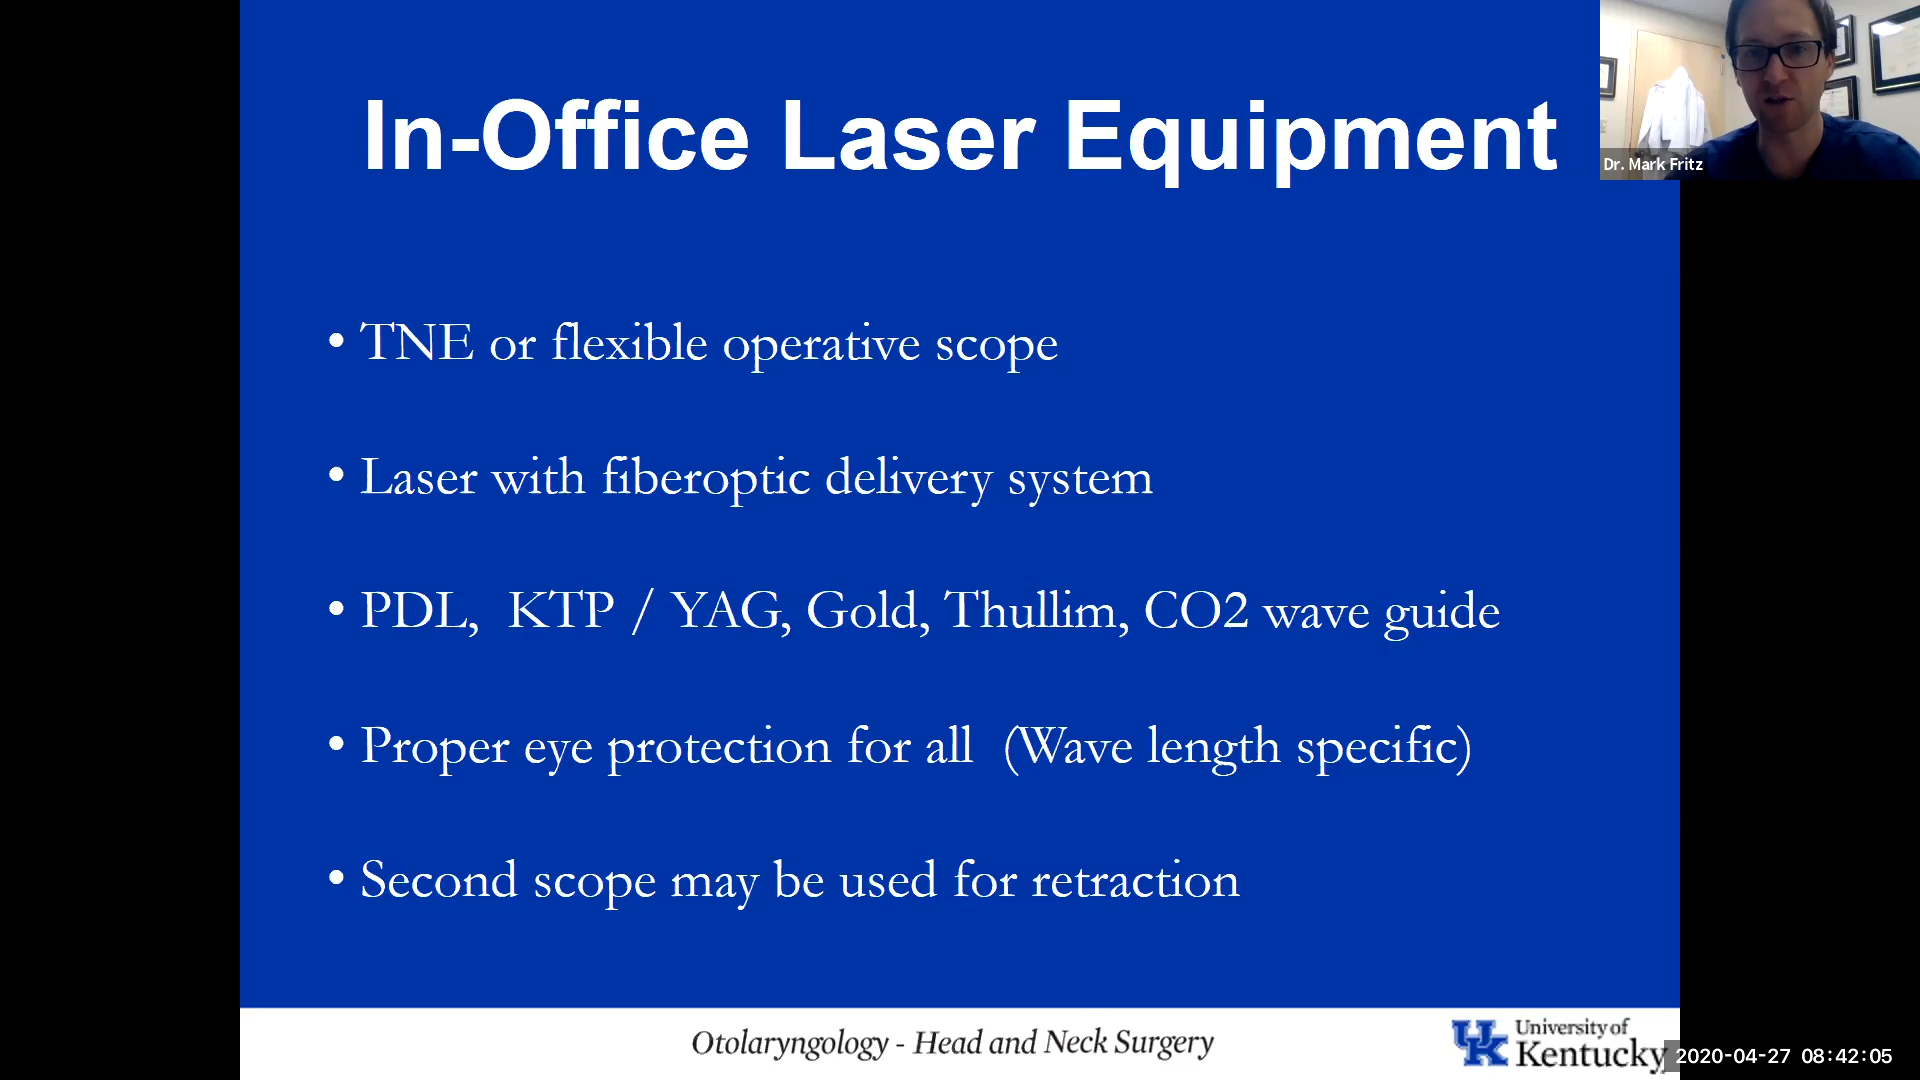 In-Office Laser Equipment
Dr. Mark Fritz
• TNE or flexible operative scope
• Laser with fiberoptic delivery system
• PDL, KTP / YAG, Gold, Thullim, CO2 wave guide
• Proper eye protection for all (Wave length specific)
• Second scope may be used for retraction
Otolaryngology - Head and Neck Surgery
UK
University of
Kentucky
2020-04-27 08:42:05